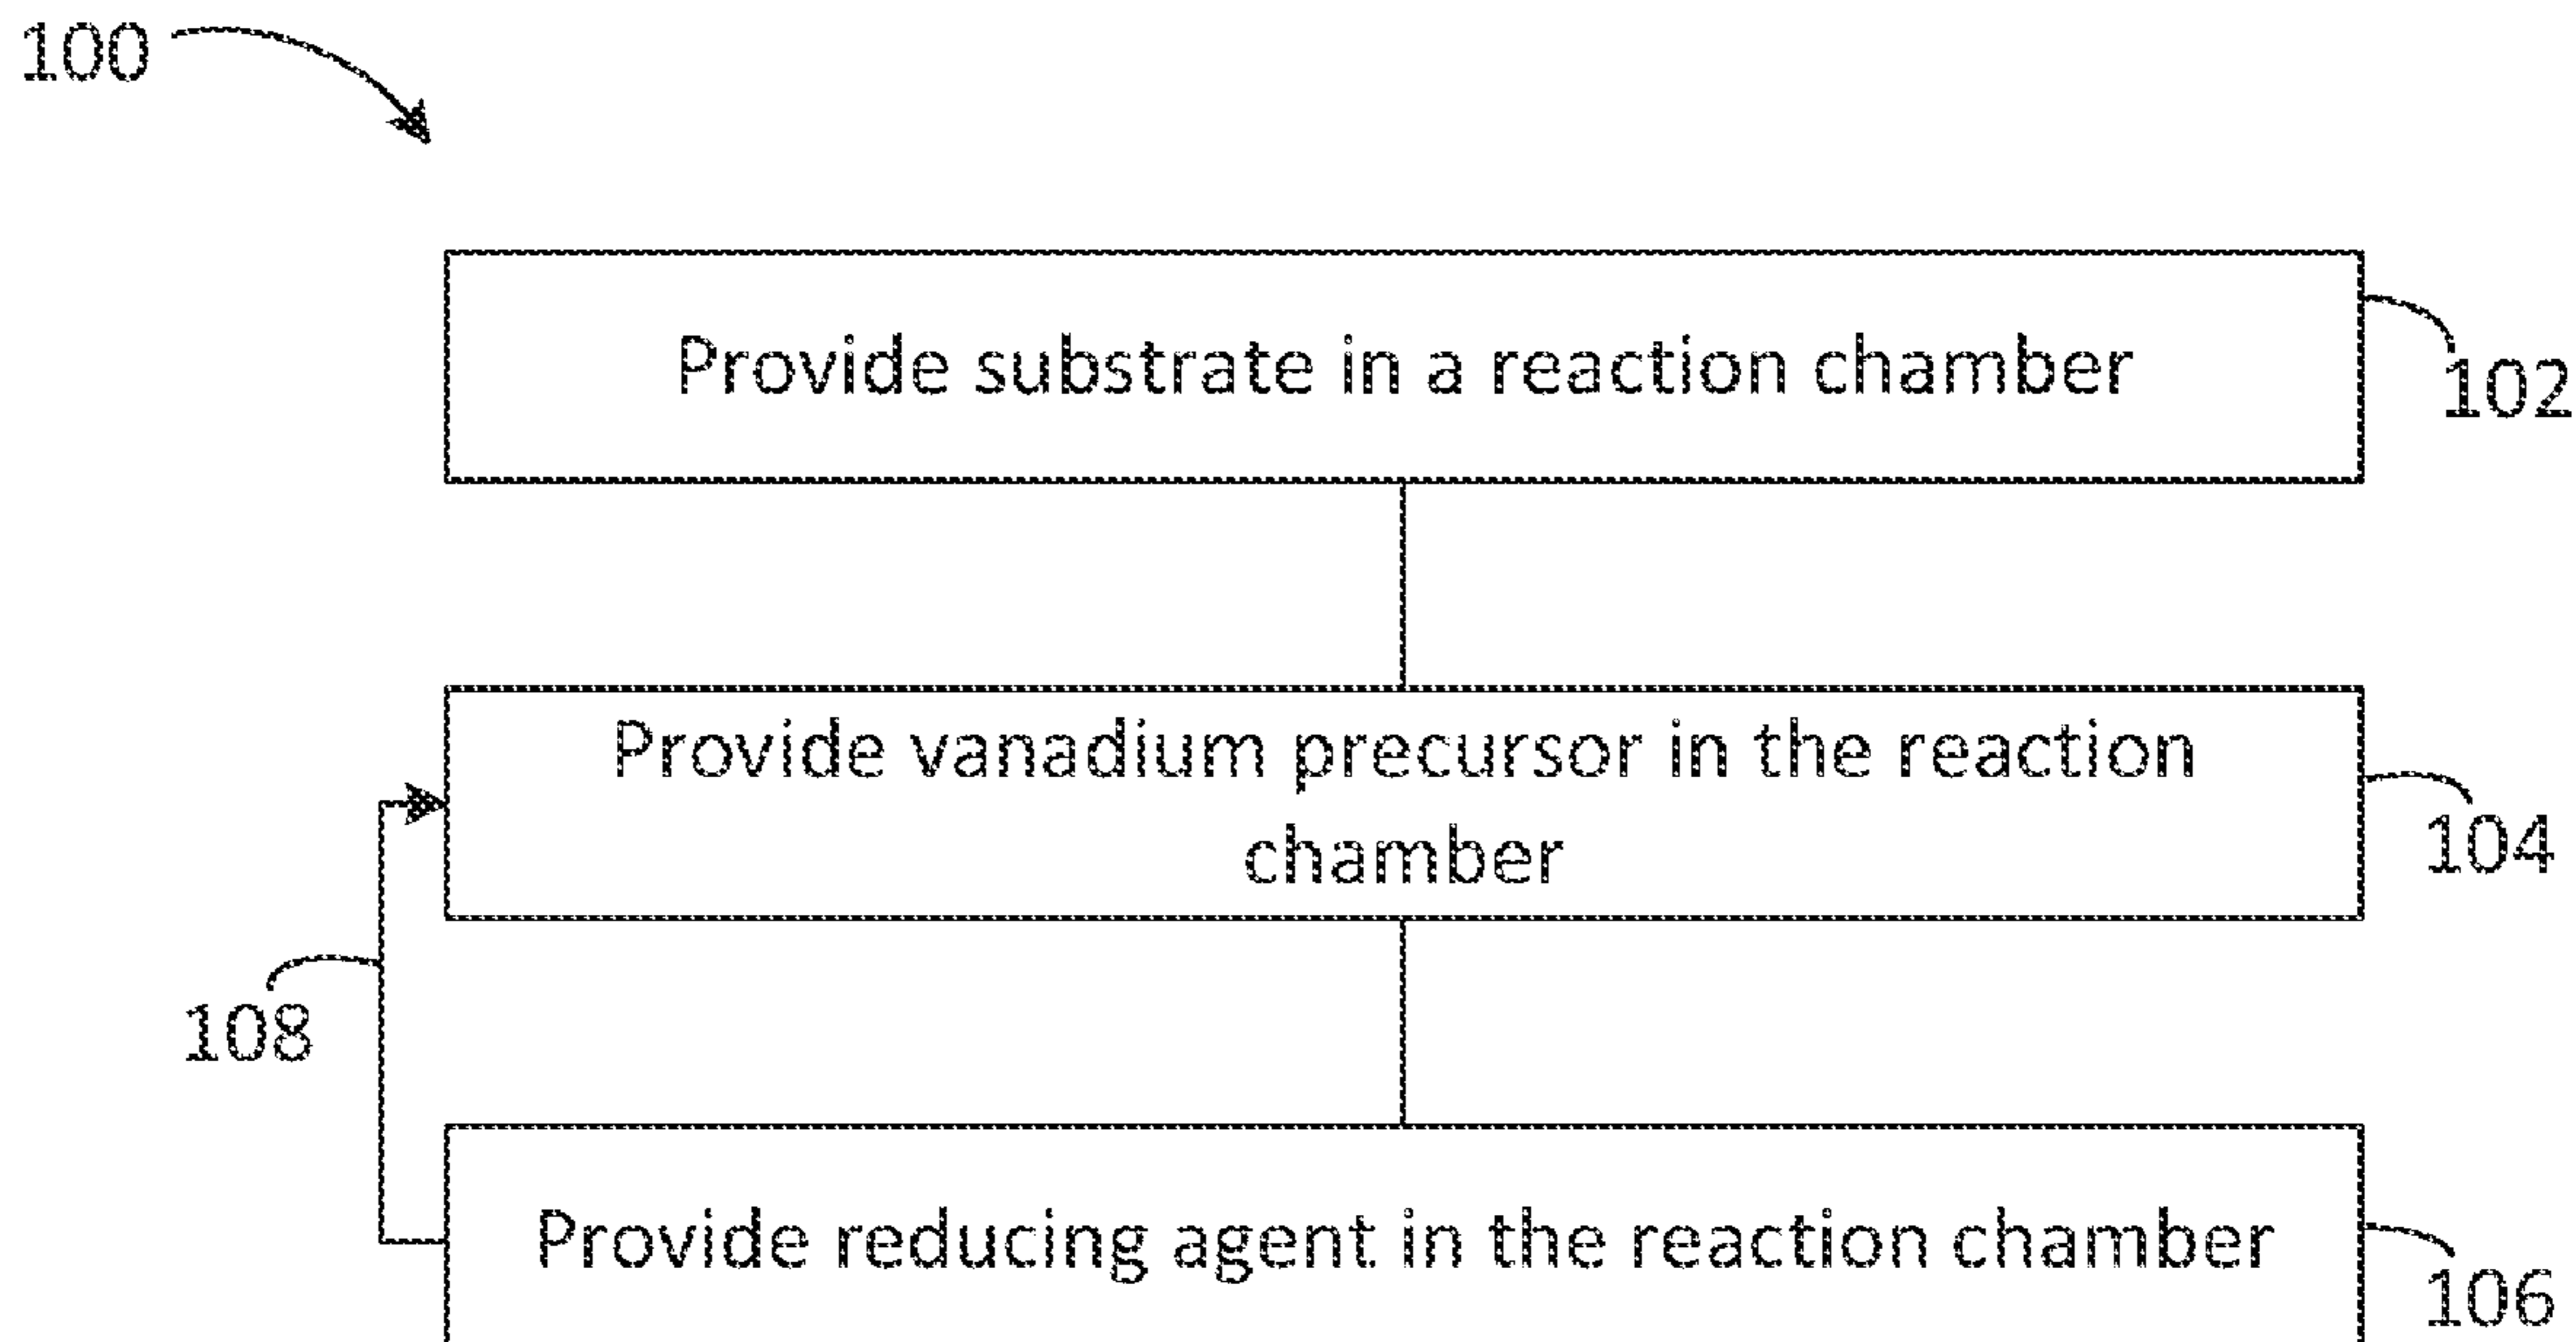 100
Provide substrate in a reaction chamber
102
Provide vanadium precursor in the reaction
chamber
104
108
Provide reducing agent in the reaction chamber
106